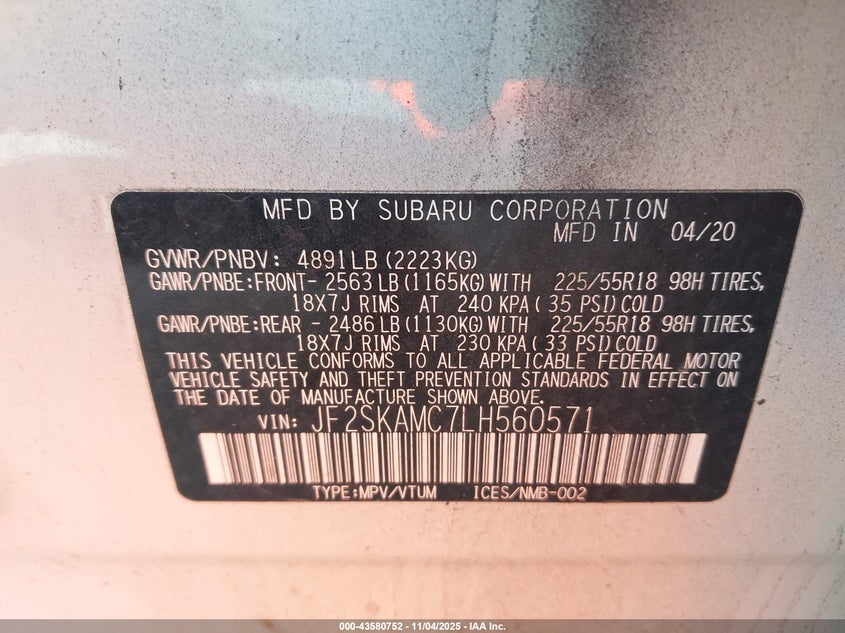 MFD BY SUBARU CORPORATION
MFD IN 04/20
GVWR/PNBV: 4891LB (2223KG)
GAWR/PNBE:FRONT- 2563 LB (1165KG) WITH 225/55R18 98H TIRES,
18X7J RIMS AT 240 KPA ( 35 PSI) COLD
GAWR/PNBE:REAR - 2486 LB (1130KG) WITH 225/55R18 98H TIRES,
18X7J RIMS AT 230 KPA ( 33 PSI) COLD
THIS VEHICLE CONFORMS TO ALL APPLICABLE FEDERAL MOTOR
VEHICLE SAFETY AND THEFT PREVENTION STANDARDS IN EFFECT ON
THE DATE OF MANUFACTURE SHOWN ABOVE.
VIN: JF2SKAMC7LH560571
TYPE:MPV/VTUM ICES/NMB-002
000-43580752 - 11/04/2025 - IAA Inc.